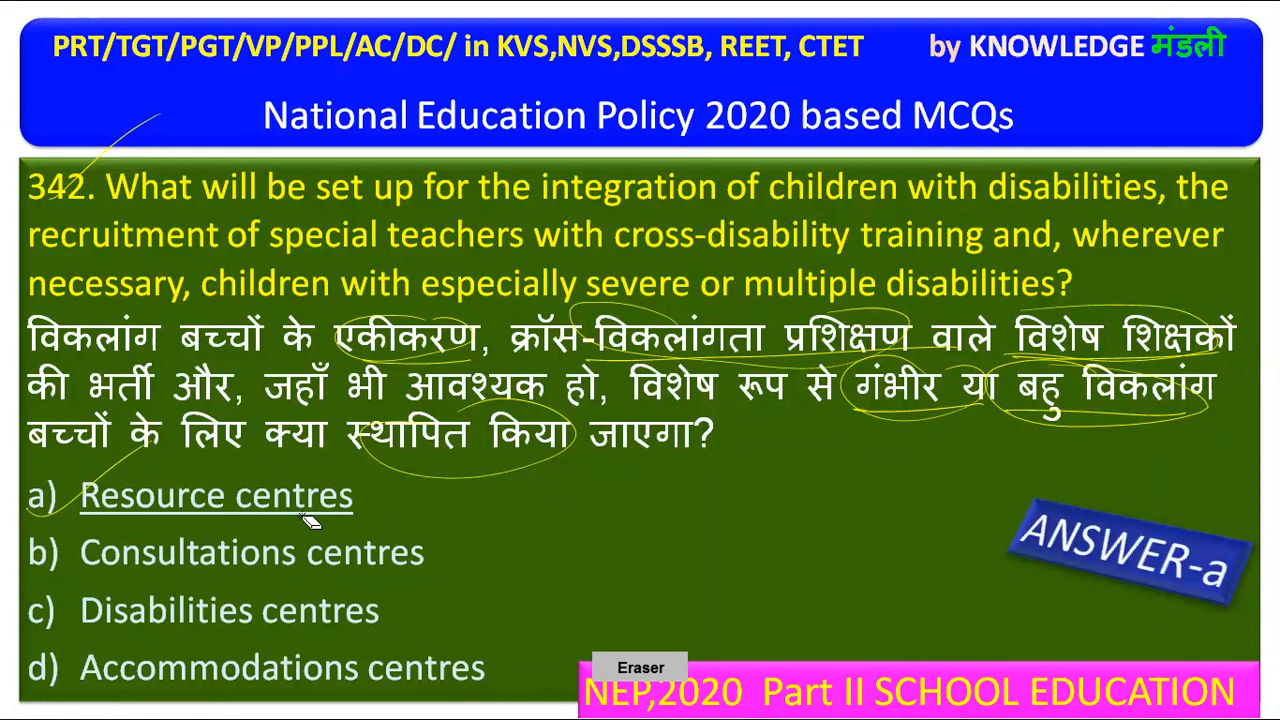 PRT/TGT/PGT/VP/PPL/AC/DC/ in KVS,NVS,DSSSB, REET, CTET by KNOWLEDGE मंडली
National Education Policy 2020 based MCQs
342. What will be set up for the integration of children with disabilities, the
recruitment of special teachers with cross-disability training and, wherever
necessary, children with especially severe or multiple disabilities?
विकलांग बच्चों के एकीकरण, क्रॉस-विकलांगता प्रशिक्षण वाले विशेष शिक्षकों
की भर्ती और, जहाँ भी आवश्यक हो, विशेष रूप से गंभीर या बहु विकलांग
बच्चों के लिए क्या स्थापित किया जाएगा?
a) Resource centres
b) Consultations centres
c) Disabilities centres
d) Accommodations centres
ANSWER-a
Eraser
NEP,2020 Part II SCHOOL EDUCATION